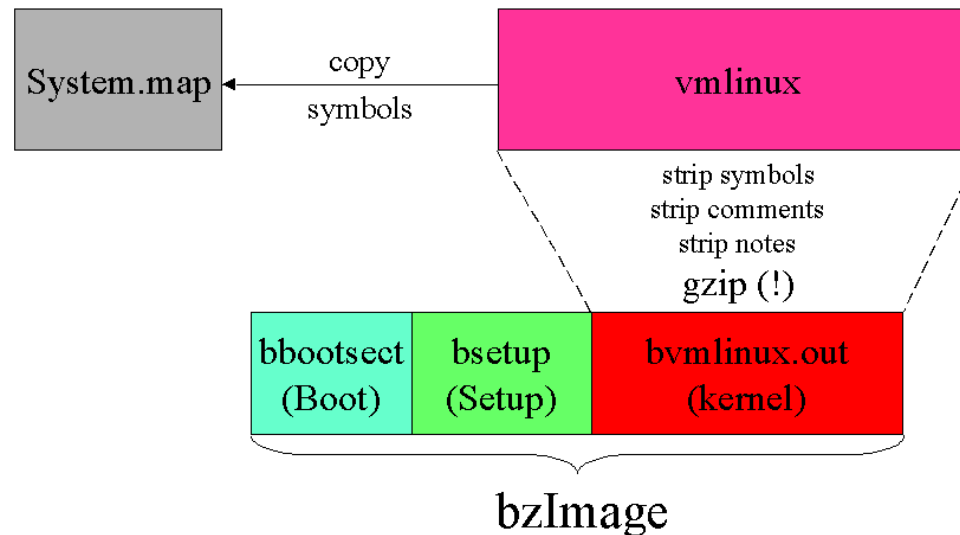 System.map
copy
symbols
vmlinux
strip symbols
strip comments
strip notes
gzip (!)
bbootsect
(Boot)
bsetup
(Setup)
bvmlinux.out
(kernel)
bzImage